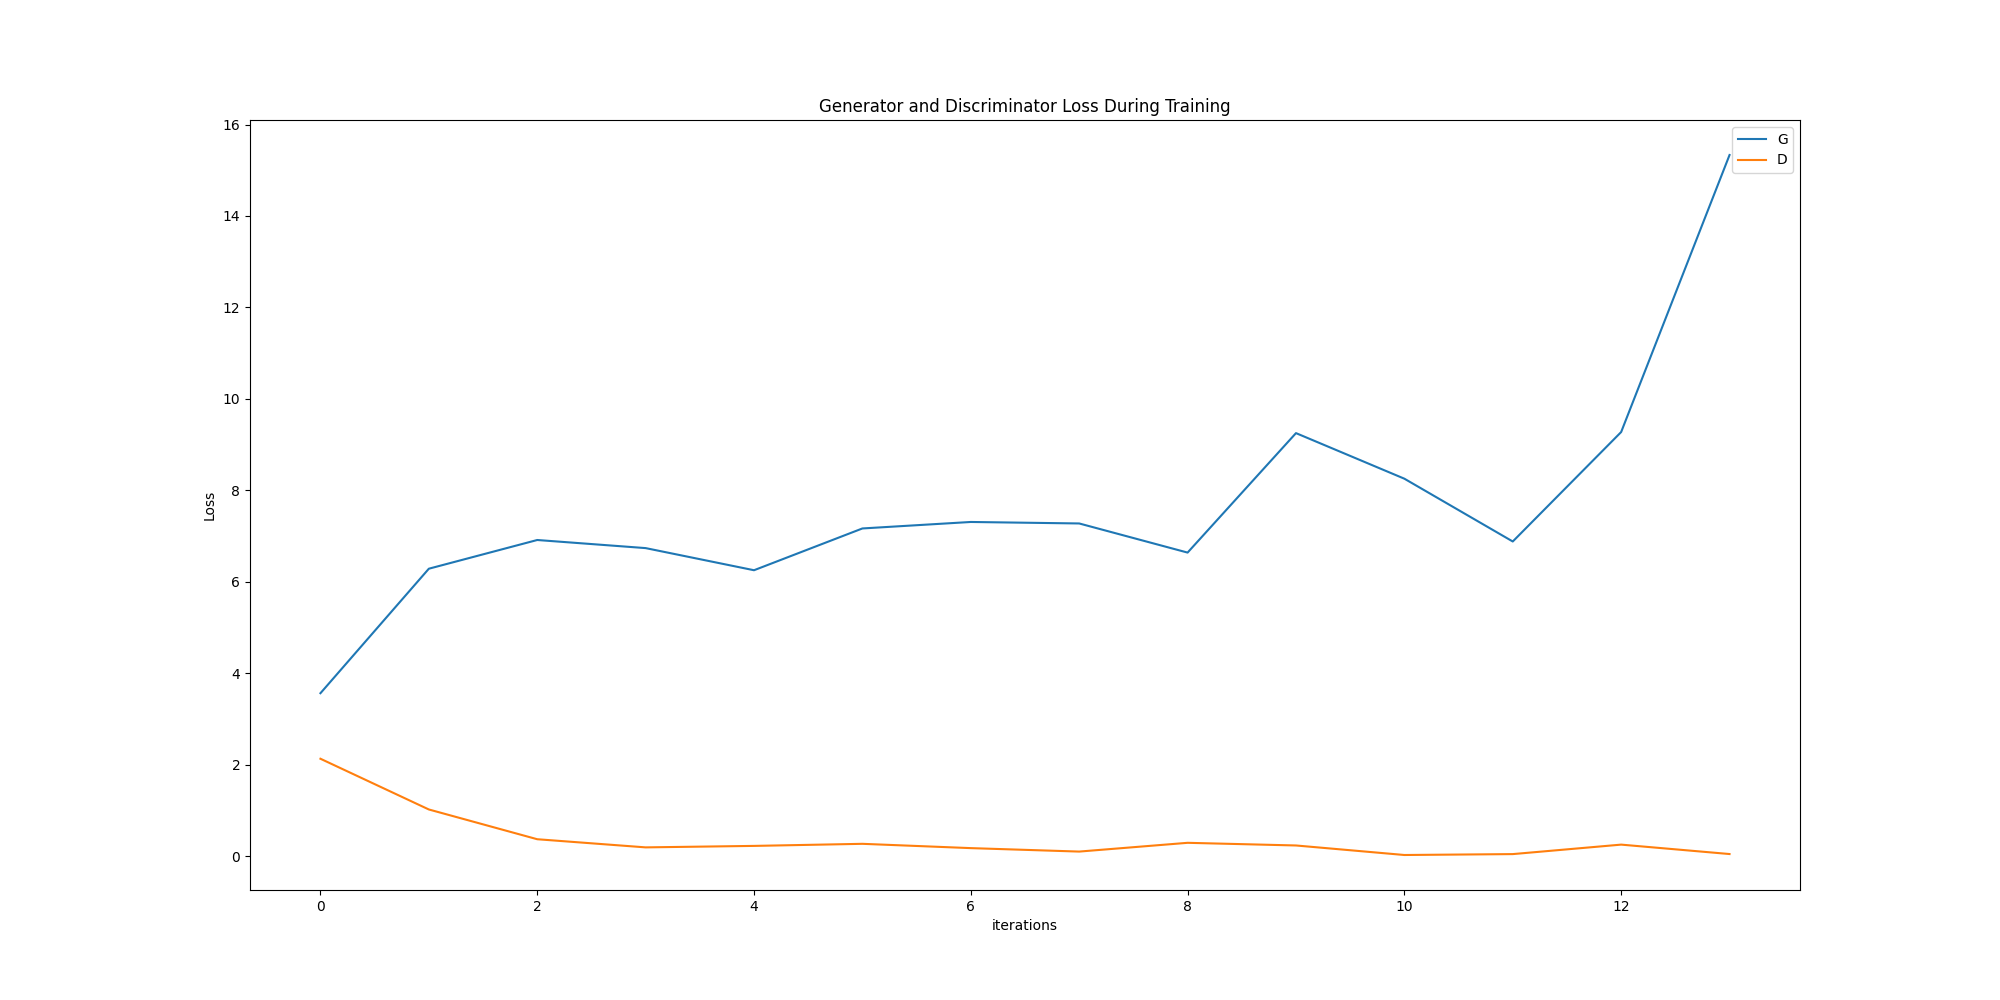 Generator and Discriminator Loss During Training
G
D
16
14
12
10
8
6
4
2
0
Loss
0 2 4 6 8 10 12
iterations